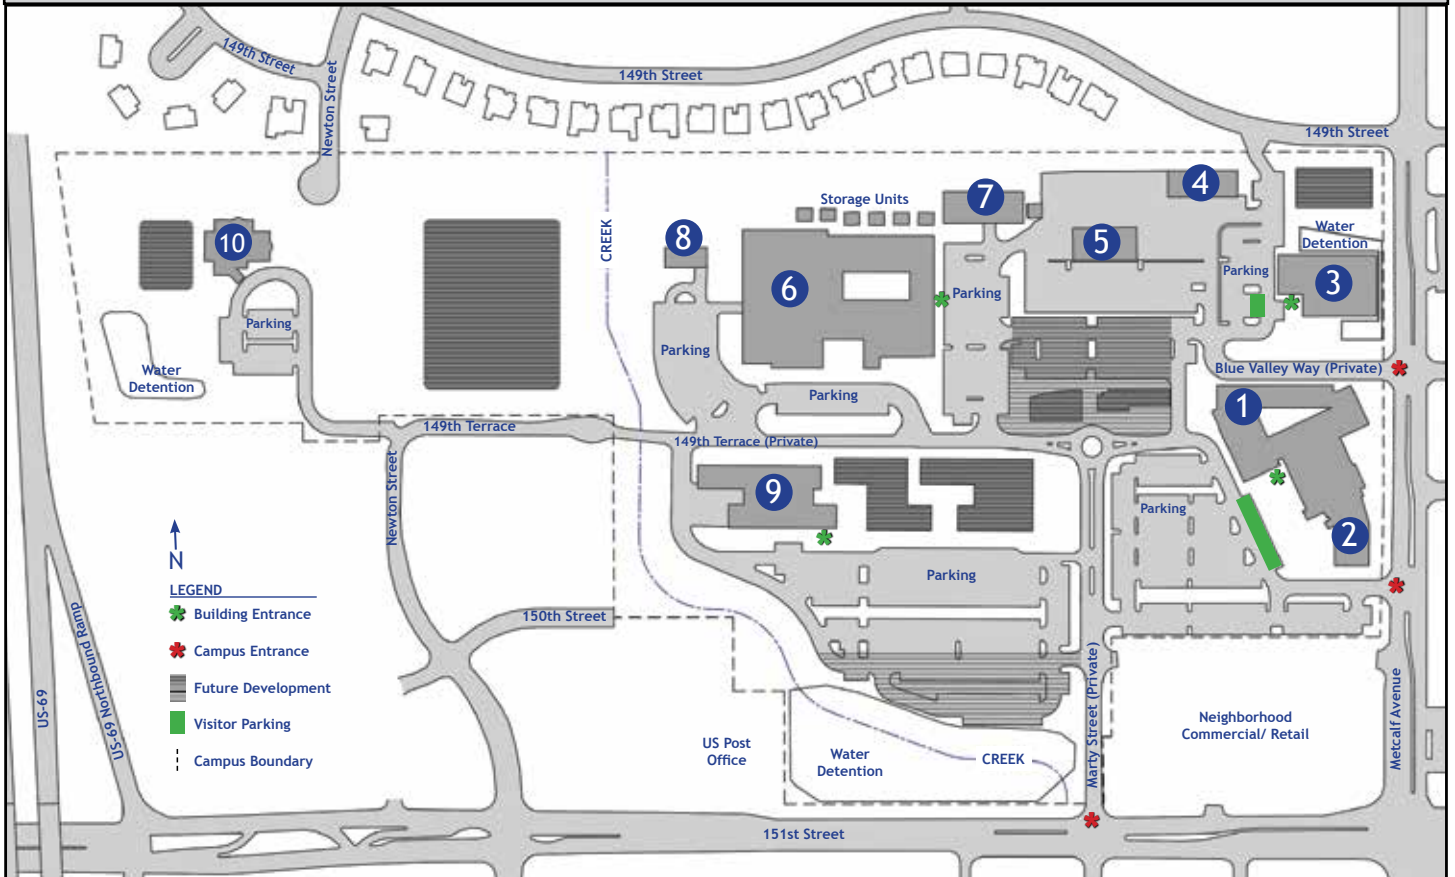 149th Street
Newton Street
149th Street
149th Street
4
7
Storage Units
8
10
CREEK
5
Water
Detention
Parking
3
6
Parking
Parking
Parking
Blue Valley Way (Private)
Water
Detention
Parking
1
149th Terrace
149th Terrace (Private)
Newton Street
9
Parking
2
N
LEGEND
Building Entrance
Campus Entrance
Future Development
Visitor Parking
Campus Boundary
Parking
150th Street
US-69
US-69 Northbound Ramp
US Post
Office
Water
Detention
CREEK
Marty Street (Private)
Neighborhood
Commercial/ Retail
Metcalf Avenue
151st Street